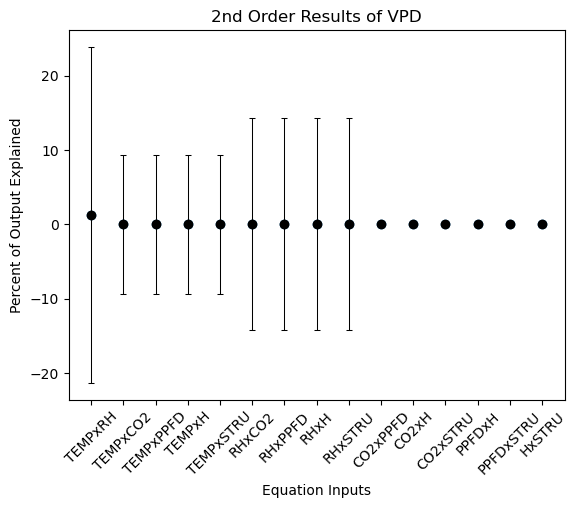 2nd Order Results of VPD
Percent of Output Explained
20
10
0
−10
−20
TEMPxRH
TEMPxCO2
TEMPxPPFD
TEMPxH
TEMPxSTRU
RHxCO2
RHxPPFD
RHxH
RHxSTRU
CO2xPPFD
CO2xH
CO2xSTRU
PPFDxH
PPFDxSTRU
HxSTRU
Equation Inputs